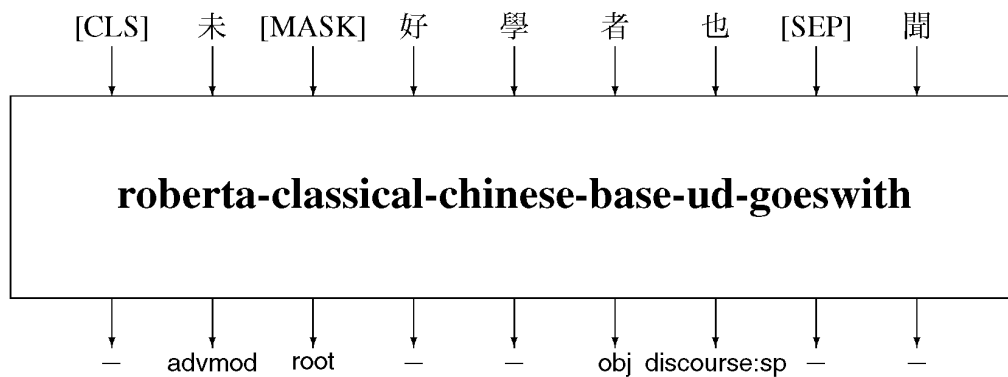 [CLS] 未 [MASK] 好 學 者 也 [SEP] 聞
roberta-classical-chinese-base-ud-goeswith
— advmod root — — obj discourse:sp — —